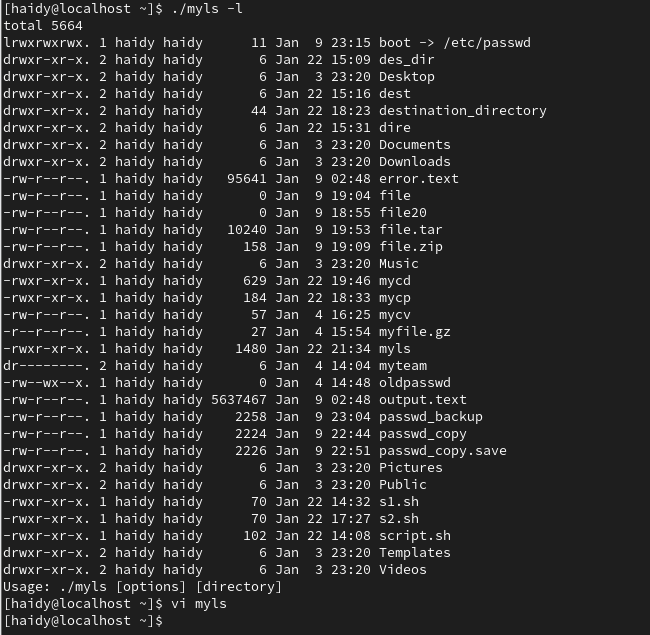 [haidy@localhost ~]$ ./myls -l
total 5664
lrwxrwxrwx. 1 haidy haidy      11 Jan  9 23:15 boot -> /etc/passwd
drwxr-xr-x. 2 haidy haidy       6 Jan 22 15:09 des_dir
drwxr-xr-x. 2 haidy haidy       6 Jan  3 23:20 Desktop
drwxr-xr-x. 2 haidy haidy       6 Jan 22 15:16 dest
drwxr-xr-x. 2 haidy haidy      44 Jan 22 18:23 destination_directory
drwxr-xr-x. 2 haidy haidy       6 Jan 22 15:31 dire
drwxr-xr-x. 2 haidy haidy       6 Jan  3 23:20 Documents
drwxr-xr-x. 2 haidy haidy       6 Jan  3 23:20 Downloads
-rw-r--r--. 1 haidy haidy   95641 Jan  9 02:48 error.text
-rw-r--r--. 1 haidy haidy       0 Jan  9 19:04 file
-rw-r--r--. 1 haidy haidy       0 Jan  9 18:55 file20
-rw-r--r--. 1 haidy haidy   10240 Jan  9 19:53 file.tar
-rw-r--r--. 1 haidy haidy     158 Jan  9 19:09 file.zip
drwxr-xr-x. 2 haidy haidy       6 Jan  3 23:20 Music
-rwxr-xr-x. 1 haidy haidy     629 Jan 22 19:46 mycd
-rwxr-xr-x. 1 haidy haidy     184 Jan 22 18:33 mycp
-rw-r--r--. 1 haidy haidy      57 Jan  4 16:25 mycv
-r--r--r--. 1 haidy haidy      27 Jan  4 15:54 myfile.gz
-rwxr-xr-x. 1 haidy haidy    1480 Jan 22 21:34 myls
dr--------. 2 haidy haidy       6 Jan  4 14:04 myteam
-rw--wx--x. 1 haidy haidy       0 Jan  4 14:48 oldpasswd
-rw-r--r--. 1 haidy haidy 5637467 Jan  9 02:48 output.text
-rw-r--r--. 1 haidy haidy    2258 Jan  9 23:04 passwd_backup
-rw-r--r--. 1 haidy haidy    2224 Jan  9 22:44 passwd_copy
-rw-r--r--. 1 haidy haidy    2226 Jan  9 22:51 passwd_copy.save
drwxr-xr-x. 2 haidy haidy       6 Jan  3 23:20 Pictures
drwxr-xr-x. 2 haidy haidy       6 Jan  3 23:20 Public
-rwxr-xr-x. 1 haidy haidy      70 Jan 22 14:32 s1.sh
-rwxr-xr-x. 1 haidy haidy      70 Jan 22 17:27 s2.sh
-rwxr-xr-x. 1 haidy haidy     102 Jan 22 14:08 script.sh
drwxr-xr-x. 2 haidy haidy       6 Jan  3 23:20 Templates
drwxr-xr-x. 2 haidy haidy       6 Jan  3 23:20 Videos
Usage: ./myls [options] [directory]
[haidy@localhost ~]$ vi myls
[haidy@localhost ~]$